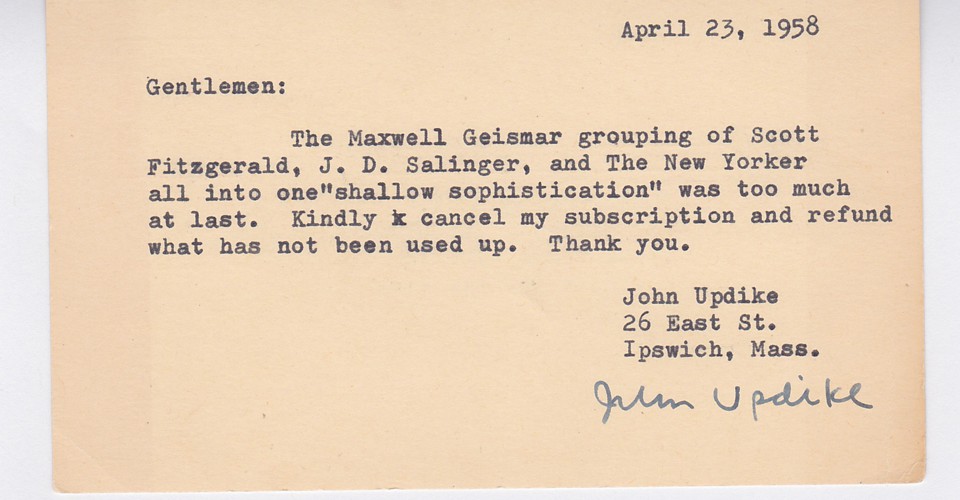 April 23, 1958
Gentlemen:
The Maxwell Geismar grouping of Scott
Fitzgerald, J. D. Salinger, and The New Yorker
all into one"shallow sophistication" was too much
at last. Kindly k cancel my subscription and refund
what has not been used up. Thank you.
John Updike
26 East St.
Ipswich, Mass.
John Updike